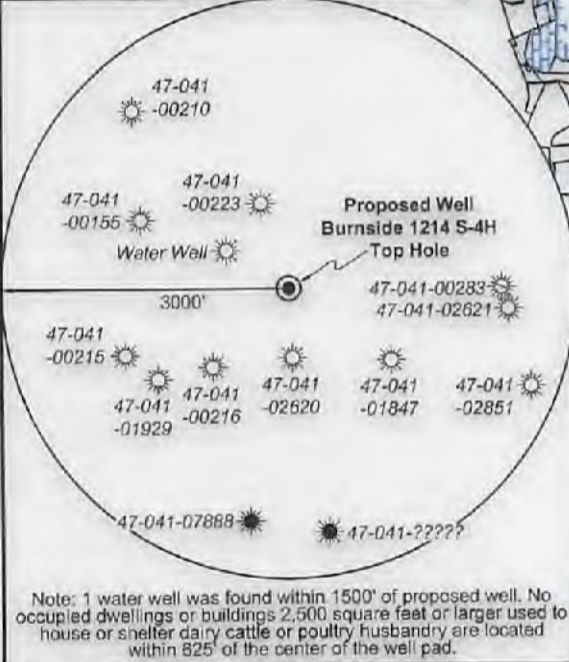 47-041
-00210
47-041
-00223
47-041
-00155
Proposed Well
Burnside 1214 S-4H
Top Hole
Water Well
3000'
47-041-00283
47-041-02621
47-041
-00215
47-041
-01929
47-041
-00216
47-041
-02620
47-041
-01847
47-041
-02851
47-041-07888
47-041-?????
Note: 1 water well was found within 1500' of proposed well. No
occupied dwellings or buildings 2,500 square feet or larger used to
house or shelter dairy cattle or poultry husbandry are located
within 625' of the center of the well pad.